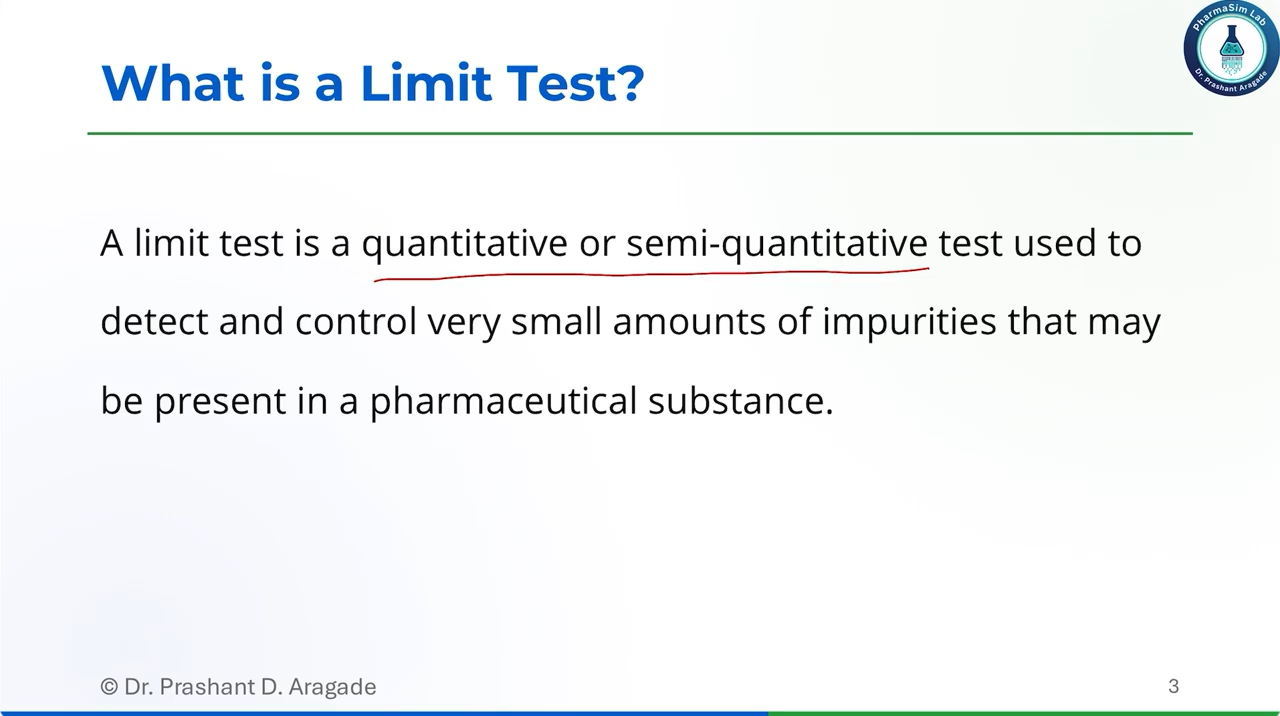 PharmaSim Lab
Dr. Prashant Aragade
What is a Limit Test?
A limit test is a quantitative or semi-quantitative test used to
detect and control very small amounts of impurities that may
be present in a pharmaceutical substance.
© Dr. Prashant D. Aragade
3